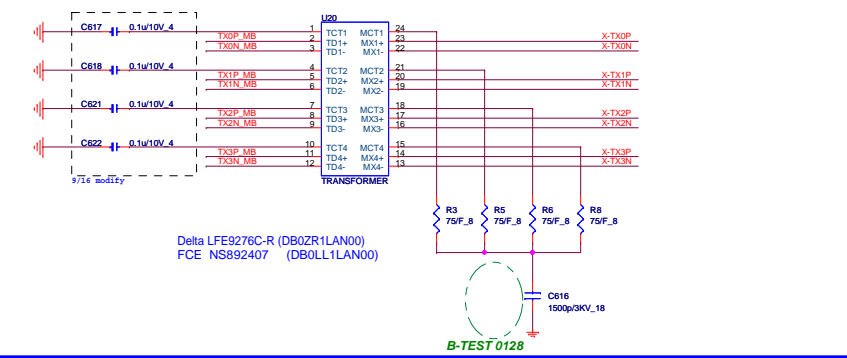 U20
C617 0.1u/10V_4 1 TCT1 MCT1 24
TX0P_MB 2 TD1+ MX1+ 23 X-TX0P
TX0N_MB 3 TD1- MX1- 22 X-TX0N
C618 0.1u/10V_4 4 TCT2 MCT2 21
TX1P_MB 5 TD2+ MX2+ 20 X-TX1P
TX1N_MB 6 TD2- MX2- 19 X-TX1N
C621 0.1u/10V_4 7 TCT3 MCT3 18
TX2P_MB 8 TD3+ MX3+ 17 X-TX2P
TX2N_MB 9 TD3- MX3- 16 X-TX2N
C622 0.1u/10V_4 10 TCT4 MCT4 15
TX3P_MB 11 TD4+ MX4+ 14 X-TX3P
TX3N_MB 12 TD4- MX4- 13 X-TX3N
9/16 modify TRANSFORMER
R3 R5 R6 R8
75/F_8 75/F_8 75/F_8 75/F_8
Delta LFE9276C-R (DB0ZR1LAN00)
FCE NS892407 (DB0LL1LAN00)
C616
1500p/3KV_18
B-TEST 0128